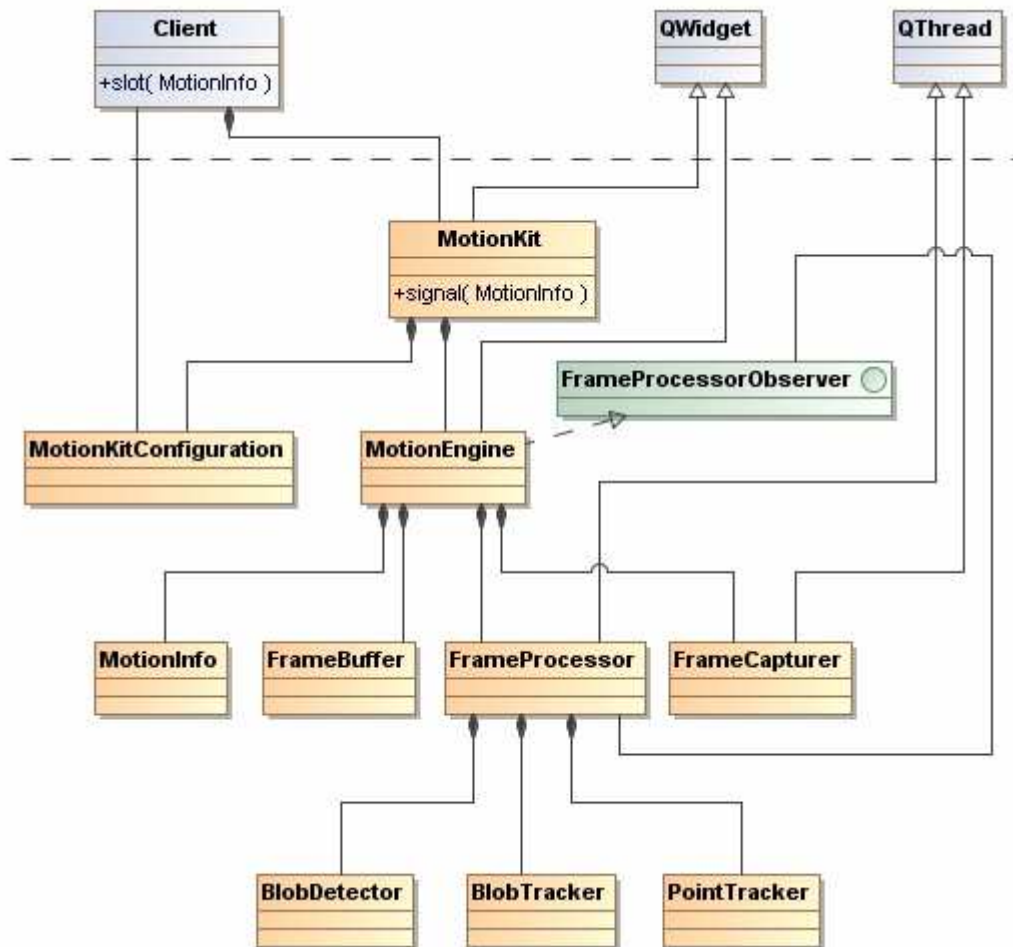 Client
+slot( MotionInfo )
QWidget
QThread
MotionKit
+signal( MotionInfo )
FrameProcessorObserver
MotionKitConfiguration
MotionEngine
MotionInfo
FrameBuffer
FrameProcessor
FrameCapturer
BlobDetector
BlobTracker
PointTracker